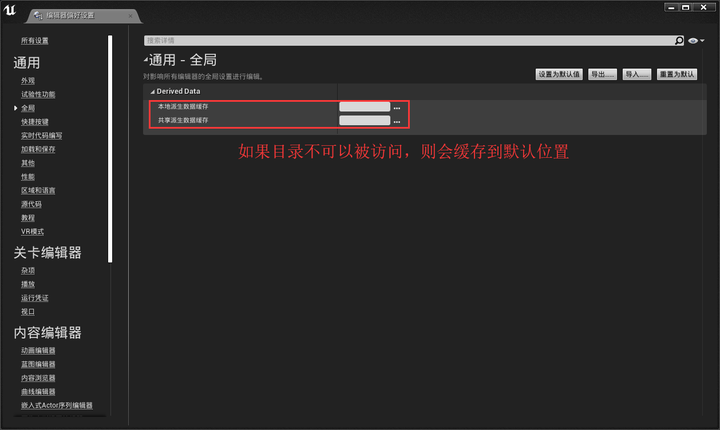 编辑器偏好设置
所有设置
通用
外观
试验性功能
全局
快捷按键
实时代码编写
加载和保存
其他
性能
区域和语言
源代码
教程
VR模式
关卡编辑器
杂项
播放
运行凭证
视口
内容编辑器
动画编辑器
蓝图编辑器
内容浏览器
曲线编辑器
嵌入式Actor序列编辑器
搜索详情
通用 - 全局
对影响所有编辑器的全局设置进行编辑。
设置为默认值 导出...... 导入...... 重置为默认
Derived Data
本地派生数据缓存 ...
共享派生数据缓存 ...
如果目录不可以被访问，则会缓存到默认位置